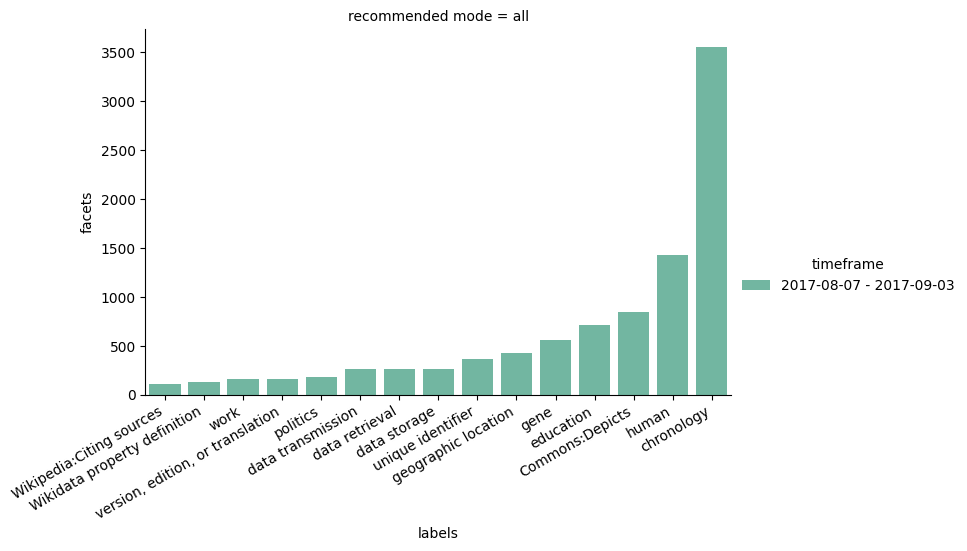 recommended mode = all
3500
3000
2500
2000
1500
1000
500
0
facets
Wikipedia:Citing sources
Wikidata property definition
work
version, edition, or translation
politics
data transmission
data retrieval
data storage
unique identifier
geographic location
gene
education
Commons:Depicts
human
chronology
labels
timeframe
2017-08-07 - 2017-09-03